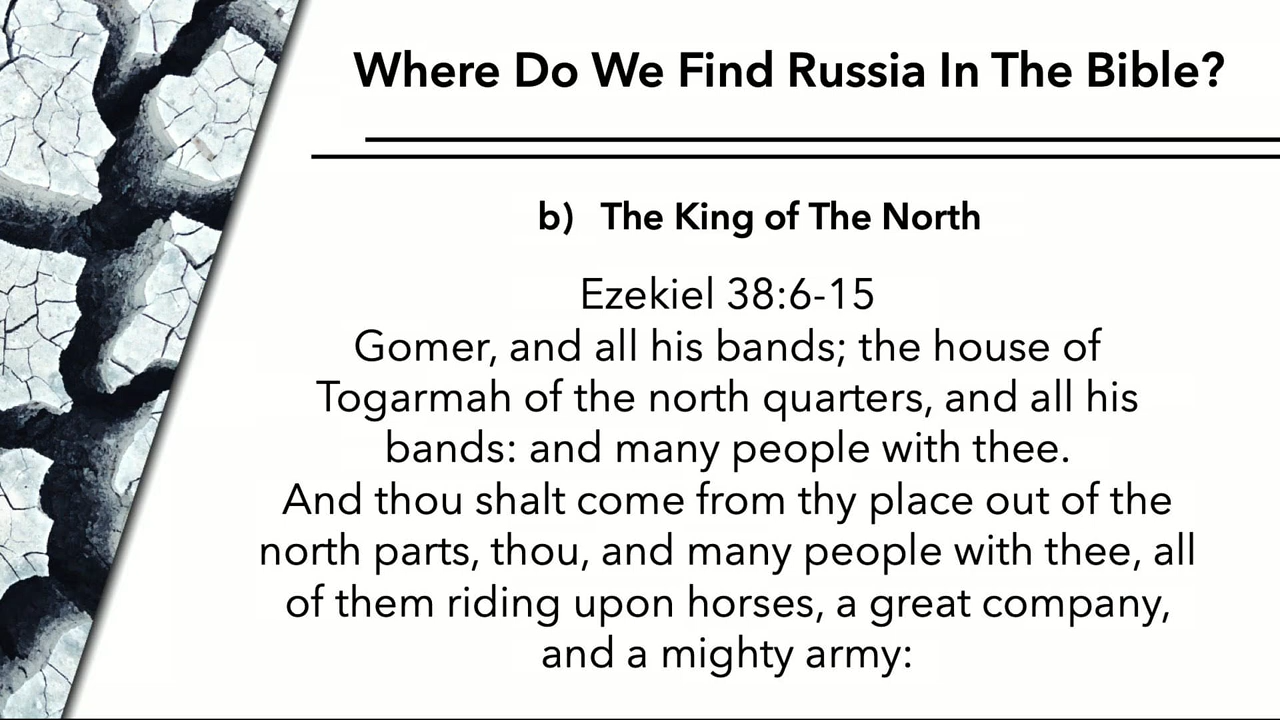 Where Do We Find Russia In The Bible?
b) The King of The North
Ezekiel 38:6-15
Gomer, and all his bands; the house of
Togarmah of the north quarters, and all his
bands: and many people with thee.
And thou shalt come from thy place out of the
north parts, thou, and many people with thee, all
of them riding upon horses, a great company,
and a mighty army: